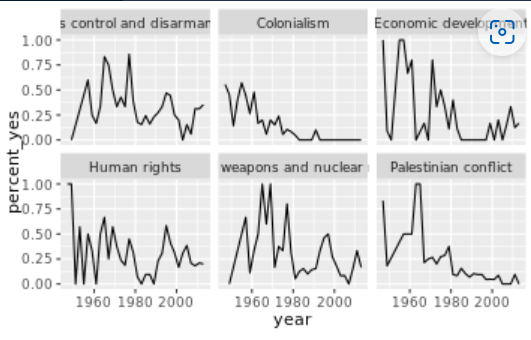 s control and disarmar
Colonialism
Economic development
1.00
0.75
0.50
0.25
0.00
Human rights
weapons and nuclear
Palestinian conflict
1.00
0.75
0.50
0.25
0.00
percent_yes
1960 1980 2000
1960 1980 2000
1960 1980 2000
year